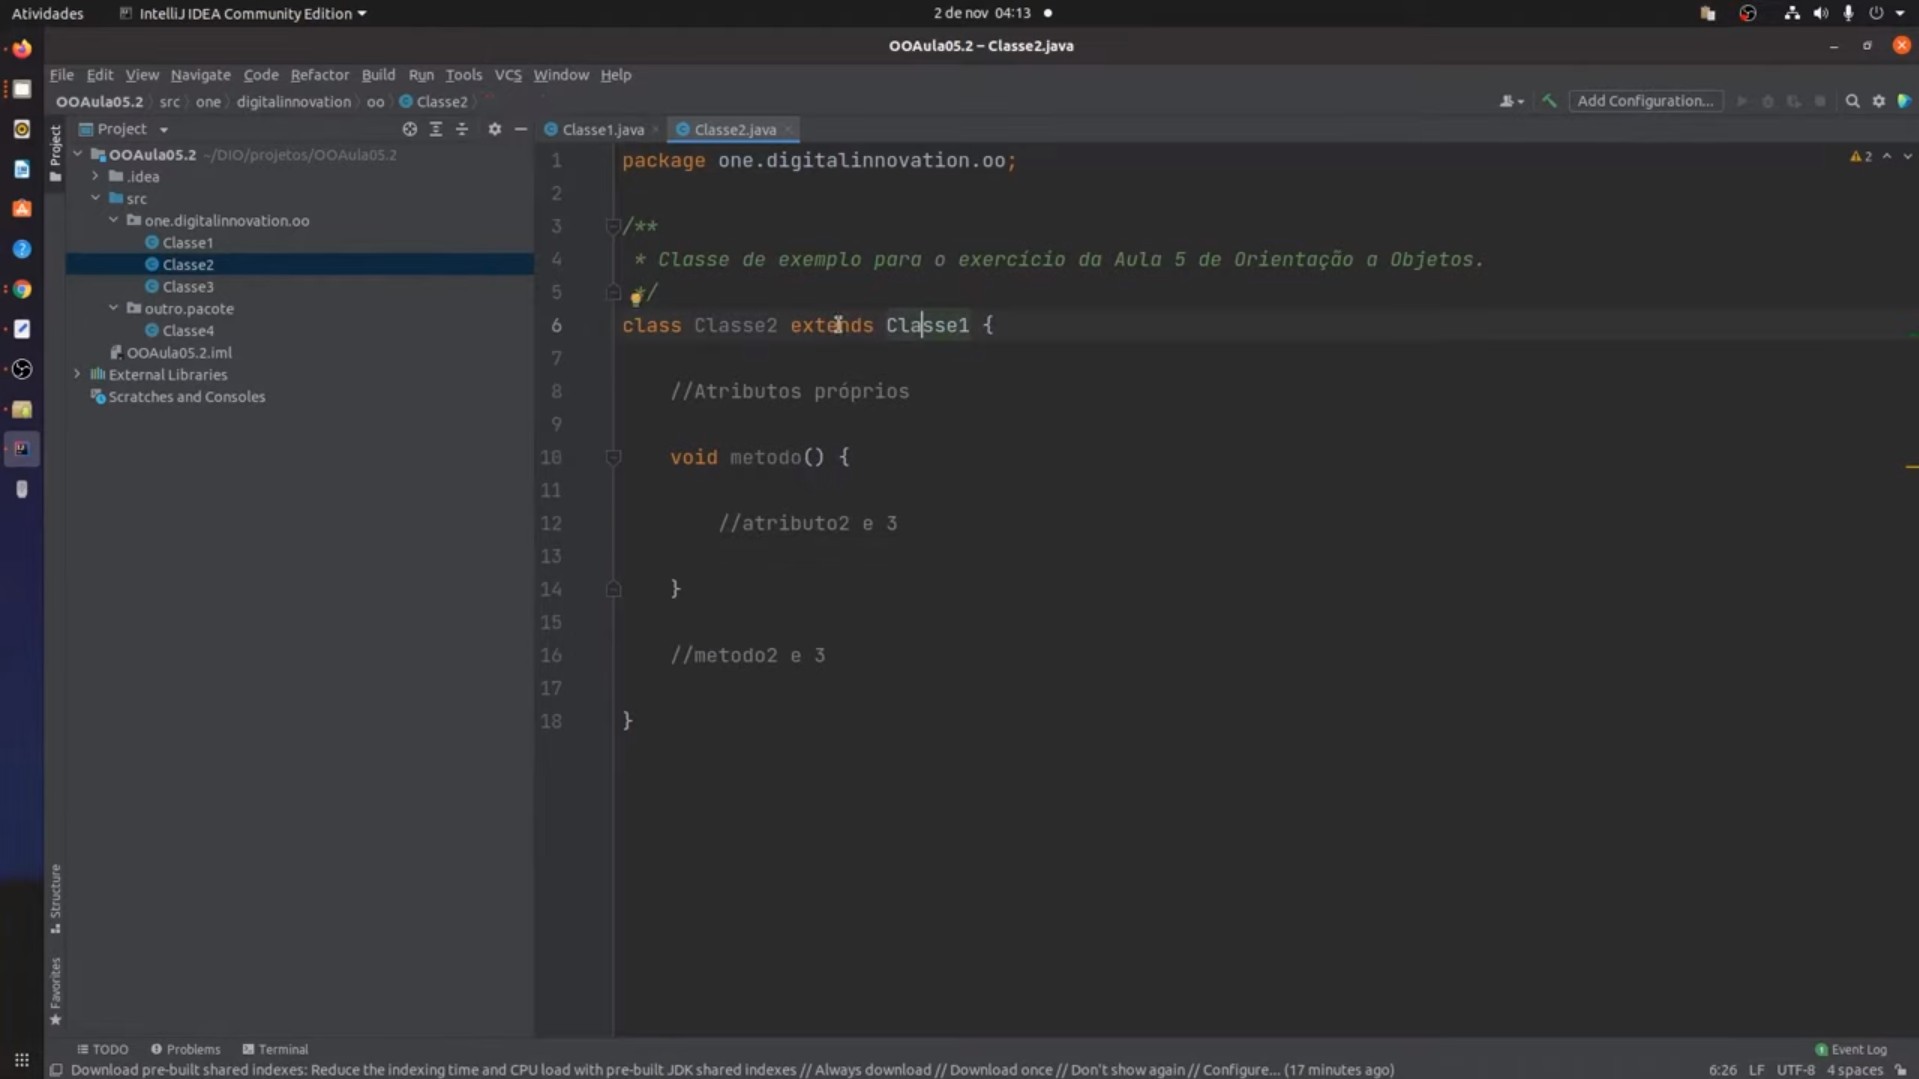 Atividades
IntelliJ IDEA Community Edition
2 de nov 04:13
OOAula05.2 – Classe2.java
File Edit View Navigate Code Refactor Build Run Tools VCS Window Help
OOAula05.2 src one digitalinnovation oo Classe2
Add Configuration...
Project
Project
Classe1.java
Classe2.java
OOAula05.2 ~/DIO/projetos/OOAula05.2
.idea
src
one.digitalinnovation.oo
Classe1
Classe2
Classe3
outro.pacote
Classe4
OOAula05.2.iml
External Libraries
Scratches and Consoles
2
1 package one.digitalinnovation.oo;
2
3 /**
4 * Classe de exemplo para o exercício da Aula 5 de Orientação a Objetos.
5 */
6 class Classe2 extends Classe1 {
7
8 //Atributos próprios
9
10 void metodo() {
11
12 //atributo2 e 3
13
14 }
15
16 //metodo2 e 3
17
18 }
Structure
Favorites
TODO Problems Terminal
1 Event Log
Download pre-built shared indexes: Reduce the indexing time and CPU load with pre-built JDK shared indexes // Always download // Download once // Don't show again // Configure... (17 minutes ago)
6:26 LF UTF-8 4 spaces